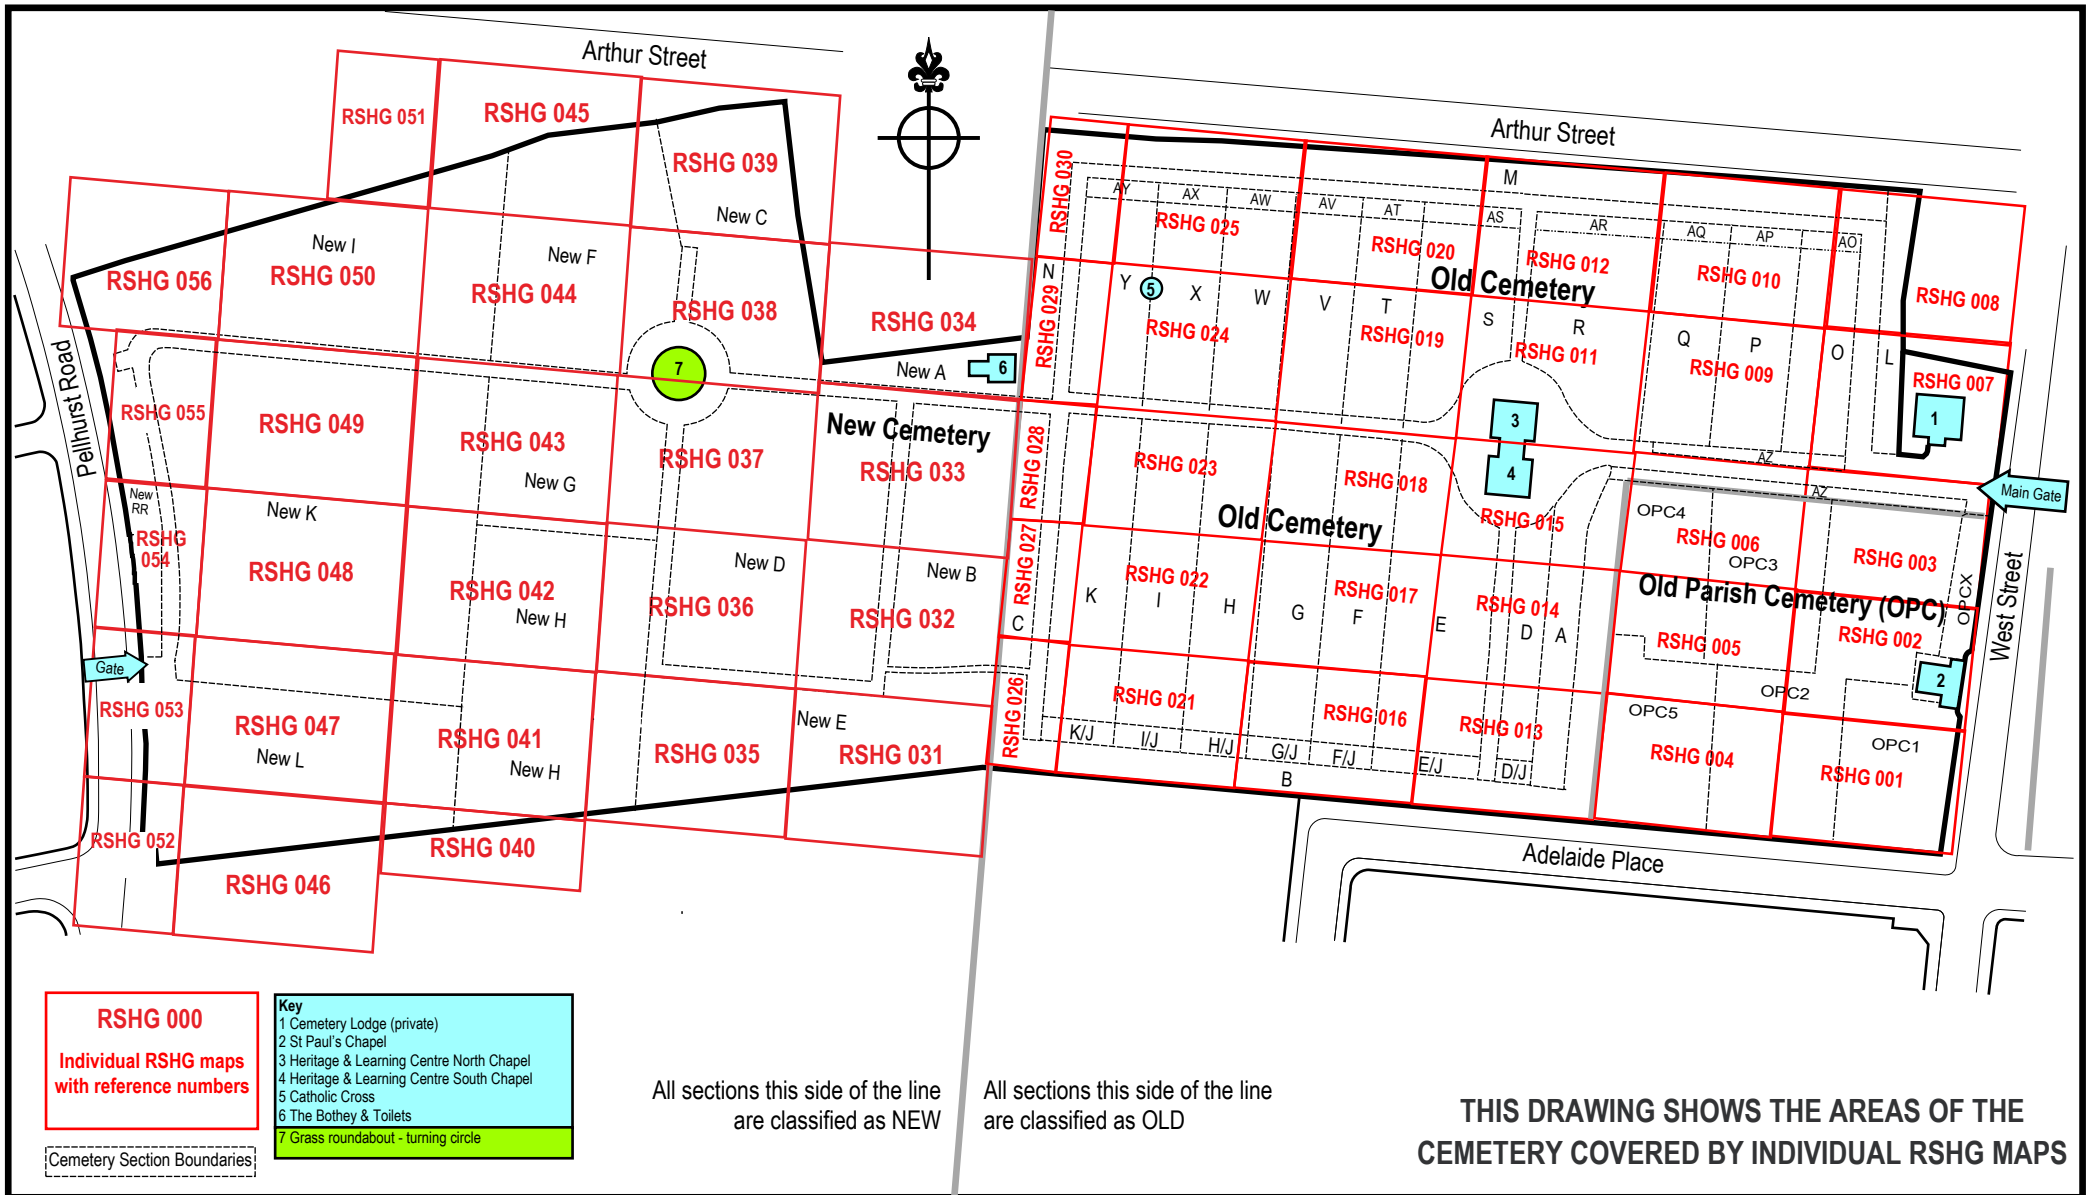 Arthur Street
Arthur Street
RSHG 051
RSHG 045
RSHG 039
New C
RSHG 030
M
AY
AX
AW
AV
AT
AS
AR
AQ
AP
AO
RSHG 025
RSHG 020
RSHG 012
RSHG 010
RSHG 008
Old Cemetery
New I
New F
RSHG 056
RSHG 050
RSHG 044
RSHG 038
RSHG 034
N
RSHG 029
Y
5
X
W
V
T
S
R
Q
P
O
L
RSHG 024
RSHG 019
RSHG 011
RSHG 009
RSHG 007
1
7
New A
6
Pellhurst Road
RSHG 055
RSHG 049
RSHG 043
RSHG 037
New Cemetery
RSHG 033
RSHG 028
RSHG 023
RSHG 018
3
4
AZ
AZ
Main Gate
New G
New RR
New K
RSHG
054
RSHG 048
RSHG 042
New H
New D
RSHG 036
New B
RSHG 032
RSHG 027
Old Cemetery
RSHG 015
OPC4
RSHG 006
OPC3
RSHG 003
OPCX
West Street
RSHG 022
RSHG 017
RSHG 014
Old Parish Cemetery (OPC)
C
K
I
H
G
F
E
D
A
RSHG 005
RSHG 002
2
Gate
RSHG 053
RSHG 047
New L
RSHG 041
New H
RSHG 035
New E
RSHG 031
RSHG 026
RSHG 021
RSHG 016
RSHG 013
OPC2
OPC5
OPC1
RSHG 004
RSHG 001
K/J
I/J
H/J
G/J
F/J
E/J
D/J
B
RSHG 052
RSHG 046
RSHG 040
Adelaide Place
RSHG 000
Individual RSHG maps
with reference numbers
Cemetery Section Boundaries
Key
1 Cemetery Lodge (private)
2 St Paul's Chapel
3 Heritage & Learning Centre North Chapel
4 Heritage & Learning Centre South Chapel
5 Catholic Cross
6 The Bothey & Toilets
7 Grass roundabout - turning circle
All sections this side of the line
are classified as NEW
All sections this side of the line
are classified as OLD
THIS DRAWING SHOWS THE AREAS OF THE
CEMETERY COVERED BY INDIVIDUAL RSHG MAPS